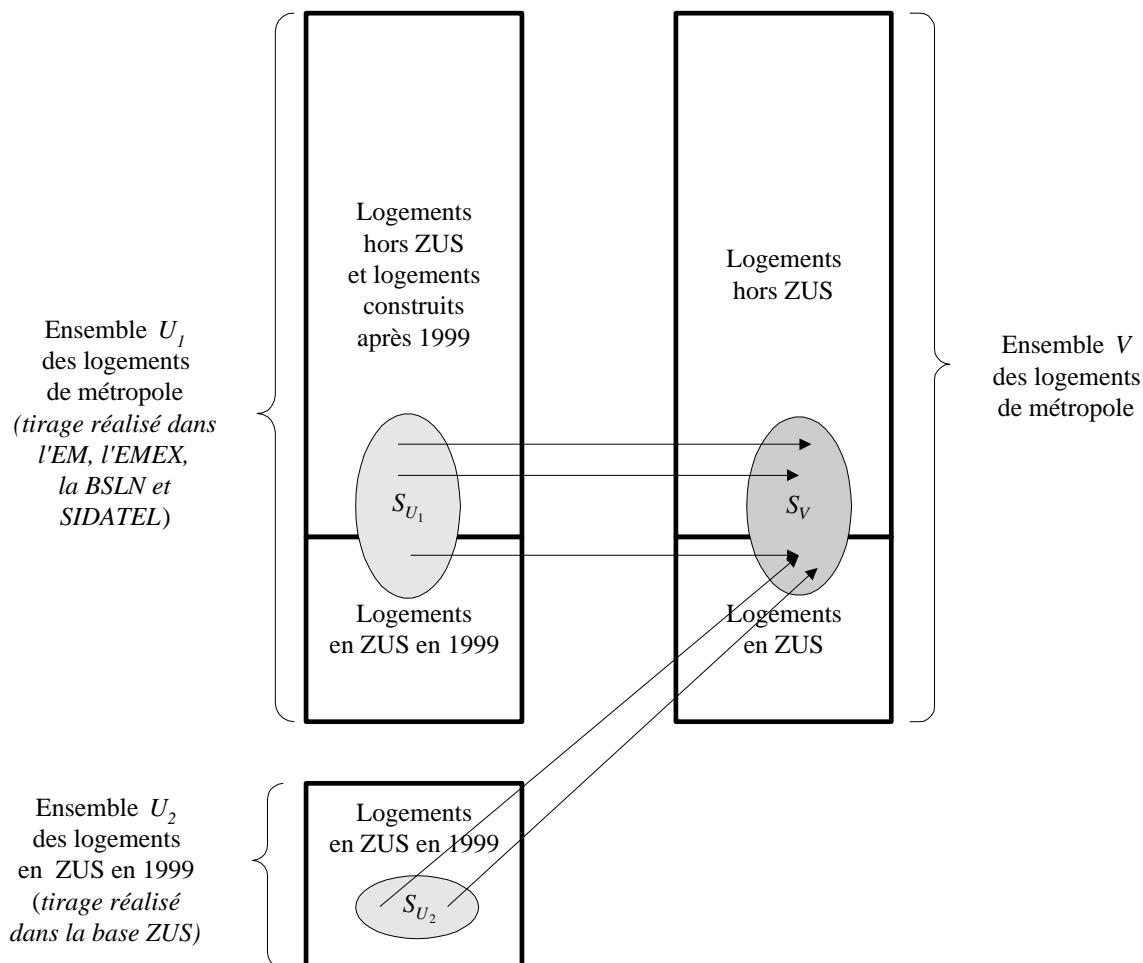 Ensemble U1
des logements
de métropole
(tirage réalisé dans
l'EM, l'EMEX,
la BSLN et
SIDATEL)
Logements
hors ZUS
et logements
construits
après 1999
SU1
Logements
en ZUS en 1999
Logements
hors ZUS
SV
Logements
en ZUS
Ensemble V
des logements
de métropole
Ensemble U2
des logements
en ZUS en 1999
(tirage réalisé
dans la base ZUS)
Logements
en ZUS en 1999
SU2